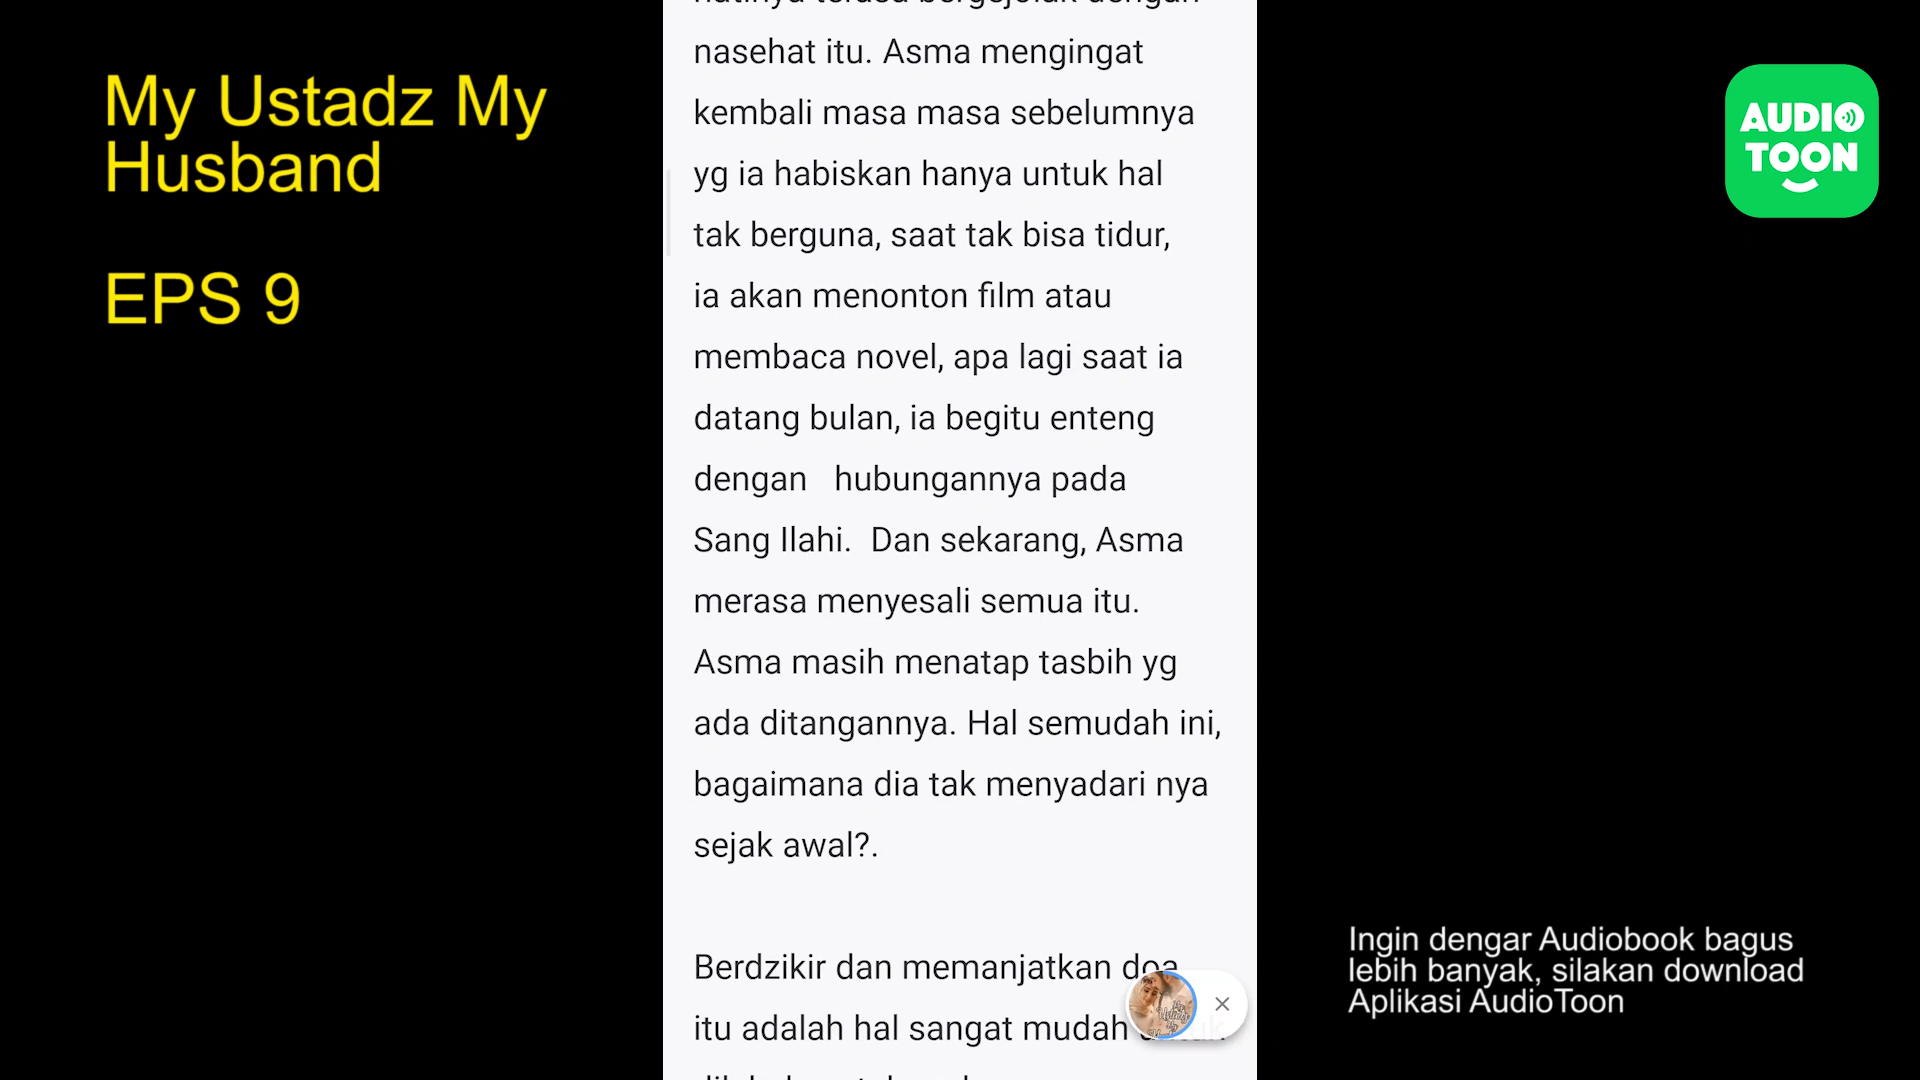 My Ustadz My
Husband
EPS 9
nasehat itu. Asma mengingat
kembali masa masa sebelumnya
yg ia habiskan hanya untuk hal
tak berguna, saat tak bisa tidur,
ia akan menonton film atau
membaca novel, apa lagi saat ia
datang bulan, ia begitu enteng
dengan   hubungannya pada
Sang Ilahi.  Dan sekarang, Asma
merasa menyesali semua itu.
Asma masih menatap tasbih yg
ada ditangannya. Hal semudah ini,
bagaimana dia tak menyadari nya
sejak awal?.
Berdzikir dan memanjatkan doa
itu adalah hal sangat mudah
AUDIO
TOON
Ingin dengar Audiobook bagus
lebih banyak, silakan download
Aplikasi AudioToon